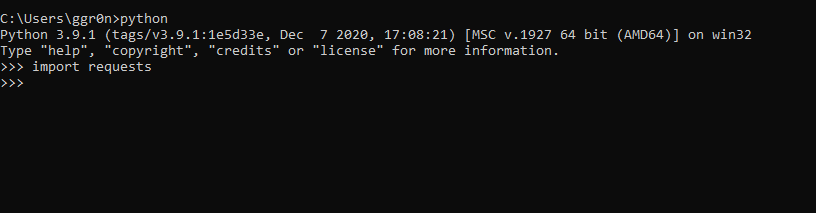 C:\Users\ggr0n>python
Python 3.9.1 (tags/v3.9.1:1e5d33e, Dec  7 2020, 17:08:21) [MSC v.1927 64 bit (AMD64)] on win32
Type "help", "copyright", "credits" or "license" for more information.
>>> import requests
>>>